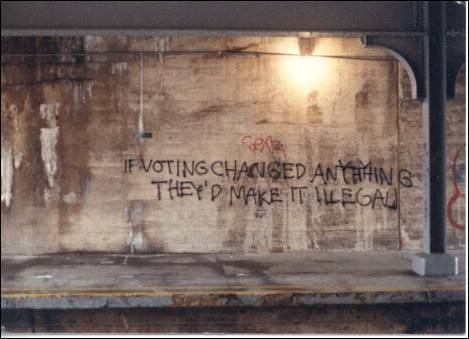 IF VOTING CHANGED ANYTHING
THEY'D MAKE IT ILLEGAL